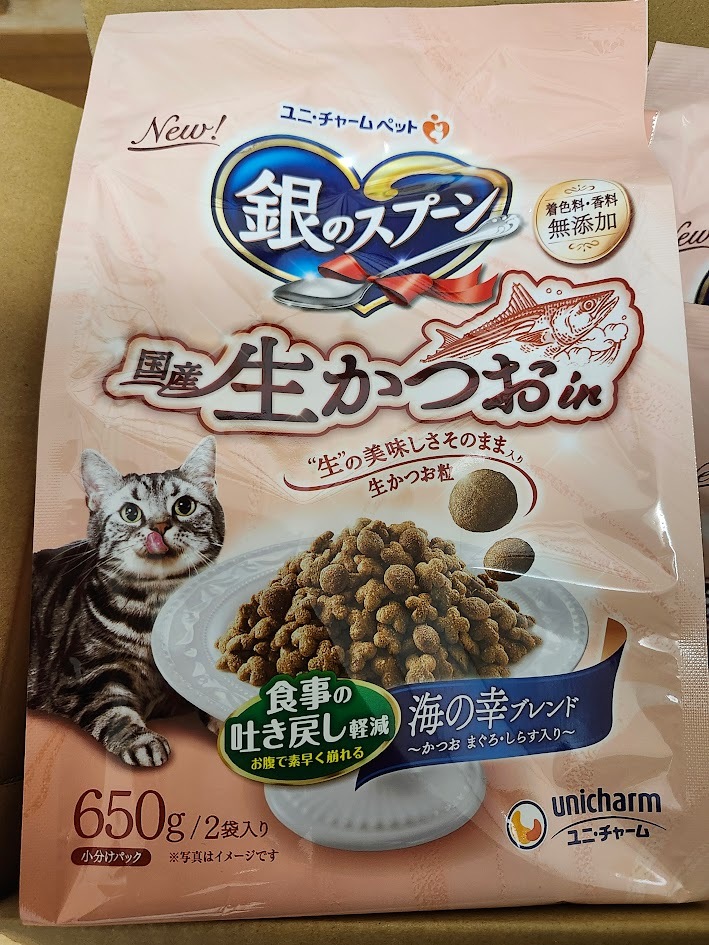 New!
ユニ・チャーム ペット
銀のスプーン
着色料・香料
無添加
国産生かつおin
“生”の美味しさそのまま入り
生かつお粒
食事の
吐き戻し軽減
お腹で素早く崩れる
海の幸ブレンド
～かつお まぐろ・しらす入り～
650g/2袋入り
小分けパック ※写真はイメージです
unicharm
ユニ・チャーム